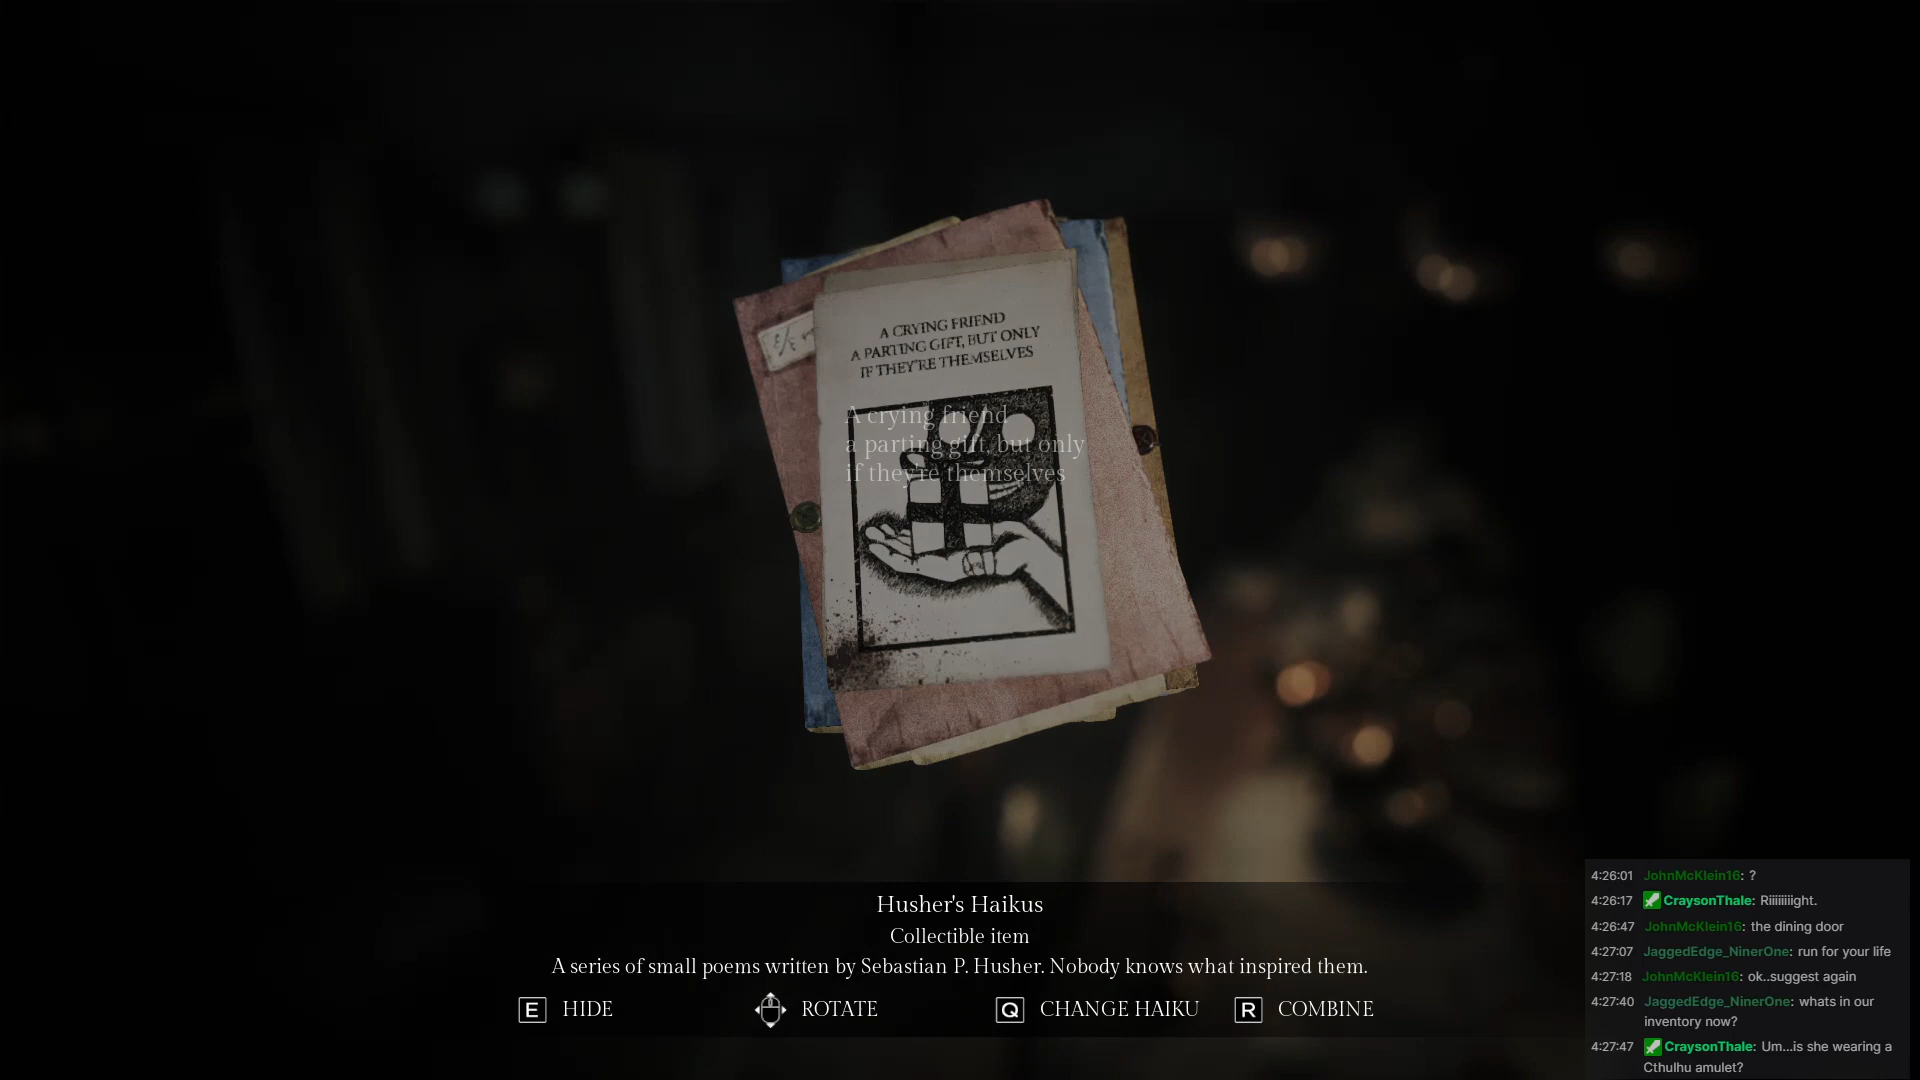 A CRYING FRIEND
A PARTING GIFT, BUT ONLY
IF THEY'RE THEMSELVES
A crying friend
a parting gift, but only
if they're themselves
Husher's Haikus
Collectible item
A series of small poems written by Sebastian P. Husher. Nobody knows what inspired them.
E HIDE
ROTATE
Q CHANGE HAIKU
R COMBINE
4:26:01 JohnMcKlein16: ?
4:26:17 CraysonThale: Riiiiiiiight.
4:26:47 JohnMcKlein16: the dining door
4:27:07 JaggedEdge_NinerOne: run for your life
4:27:18 JohnMcKlein16: ok..suggest again
4:27:40 JaggedEdge_NinerOne: whats in our
inventory now?
4:27:47 CraysonThale: Um...is she wearing a
Cthulhu amulet?